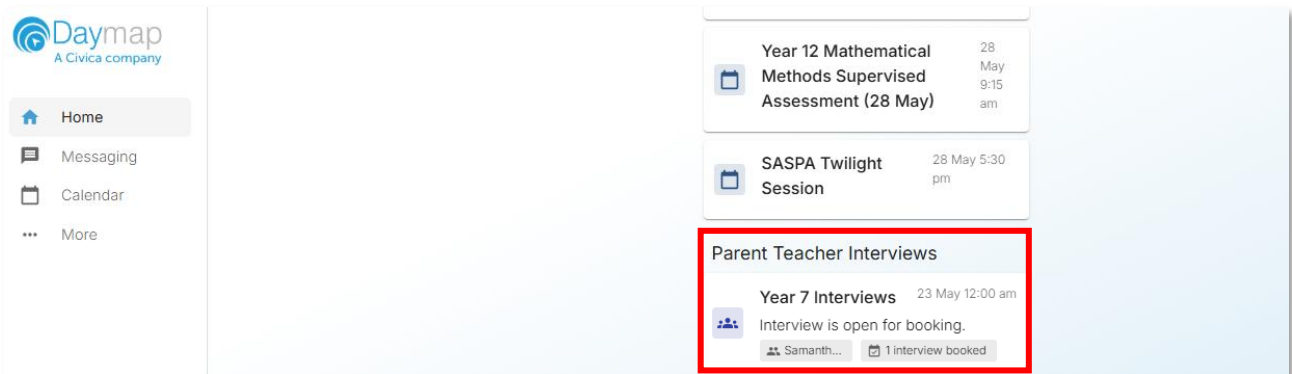 Daymap
A Civica company
Home
Messaging
Calendar
More
Year 12 Mathematical
Methods Supervised
Assessment (28 May)
28
May
9:15
am
SASPA Twilight
Session
28 May 5:30
pm
Parent Teacher Interviews
Year 7 Interviews 23 May 12:00 am
Interview is open for booking.
Samanth... 1 interview booked